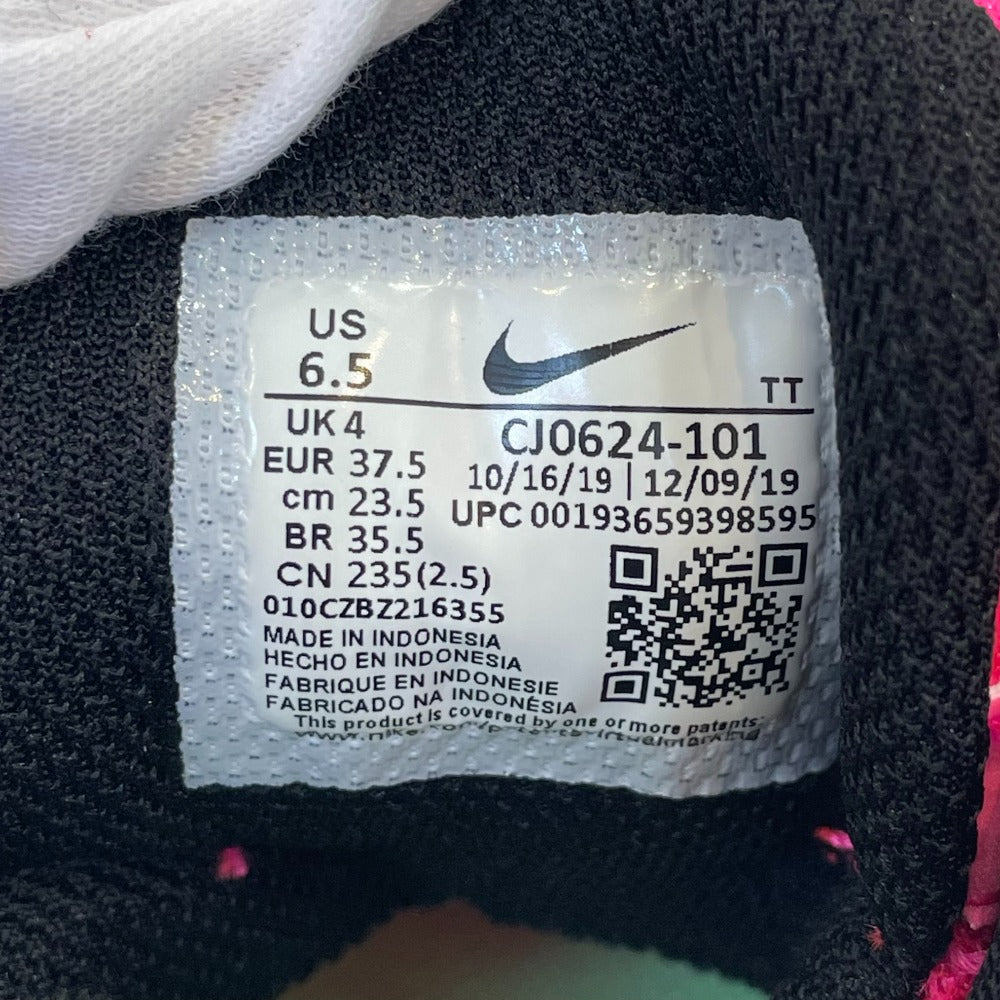 US
6.5
TT
UK 4
EUR 37.5
cm 23.5
BR 35.5
CN 235(2.5)
CJ0624-101
10/16/19 | 12/09/19
UPC 00193659398595
010CZBZ216355
MADE IN INDONESIA
HECHO EN INDONESIA
FABRIQUE EN INDONESIE
FABRICADO NA INDONÉSIA
This product is covered by one or more patents: